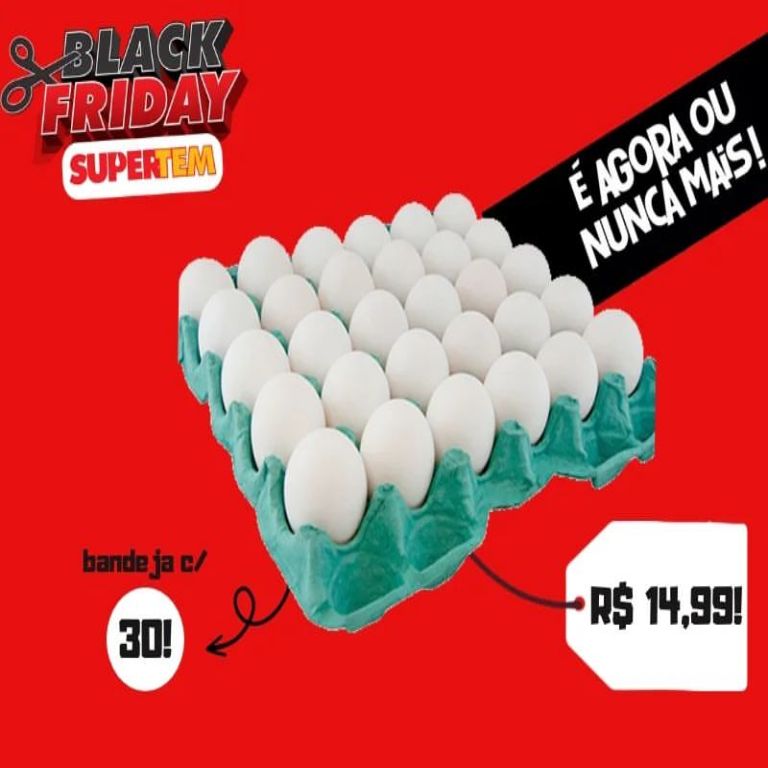 BLACK
FRIDAY
SUPERTEM
É AGORA OU
NUNCA MAIS!
bandeja c/
30!
R$ 14,99!